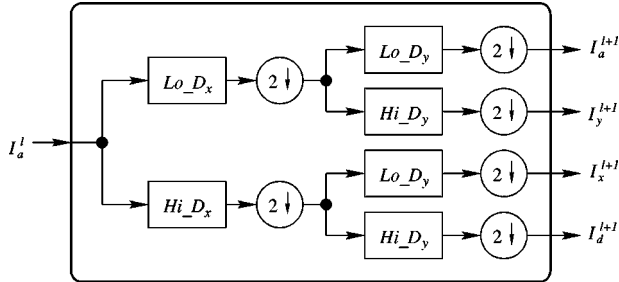 Lo_D_y 2↓ I_a^{l+1}
Lo_D_x 2↓
Hi_D_y 2↓ I_y^{l+1}
I_a^l
Lo_D_y 2↓ I_x^{l+1}
Hi_D_x 2↓
Hi_D_y 2↓ I_d^{l+1}